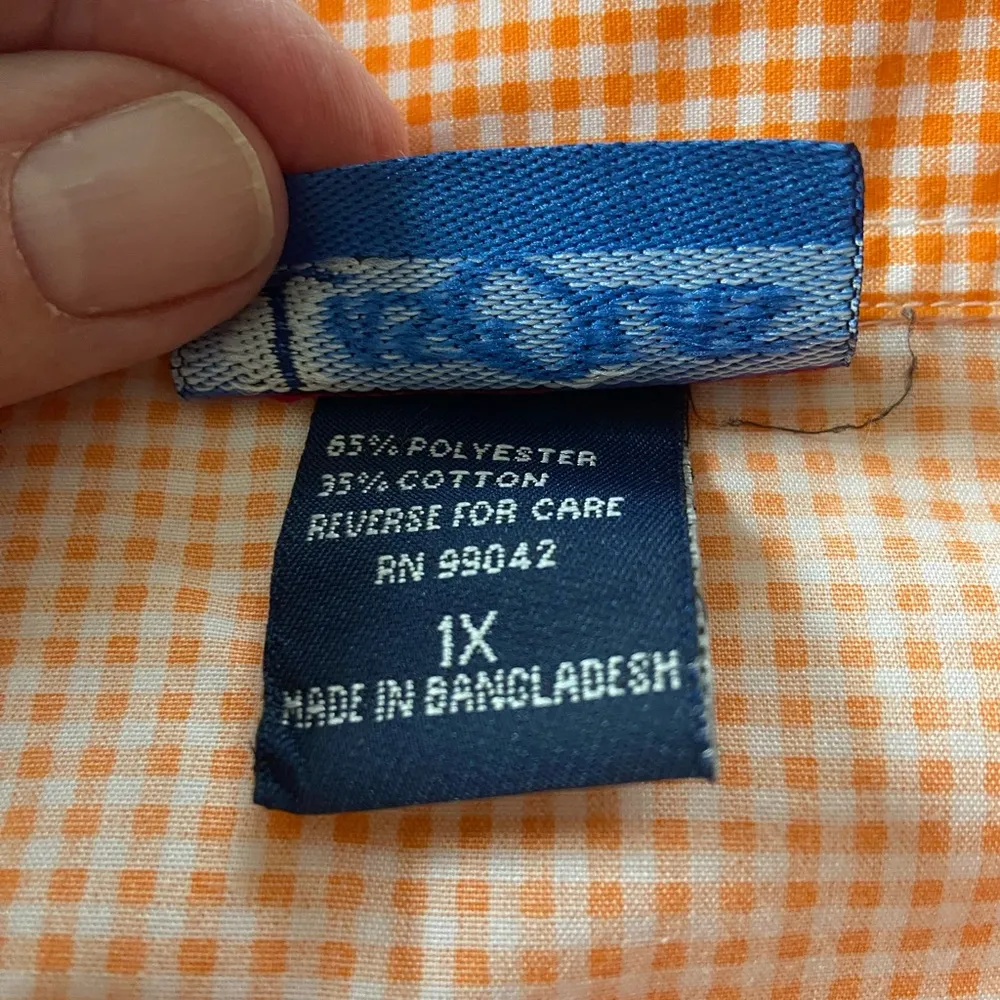 65% POLYESTER
35% COTTON
REVERSE FOR CARE
RN 99042
1X
MADE IN BANGLADESH